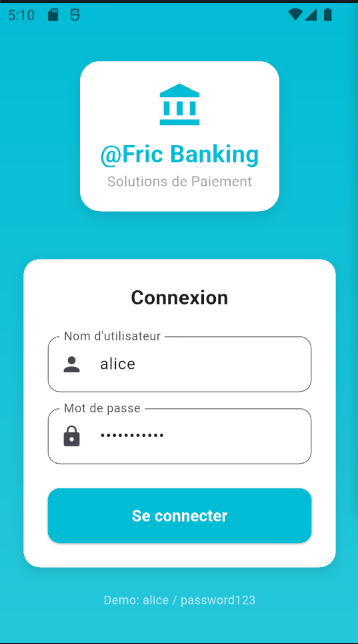 5:10
@Fric Banking
Solutions de Paiement
Connexion
Nom d'utilisateur
alice
Mot de passe
•••••••••••
Se connecter
Demo: alice / password123